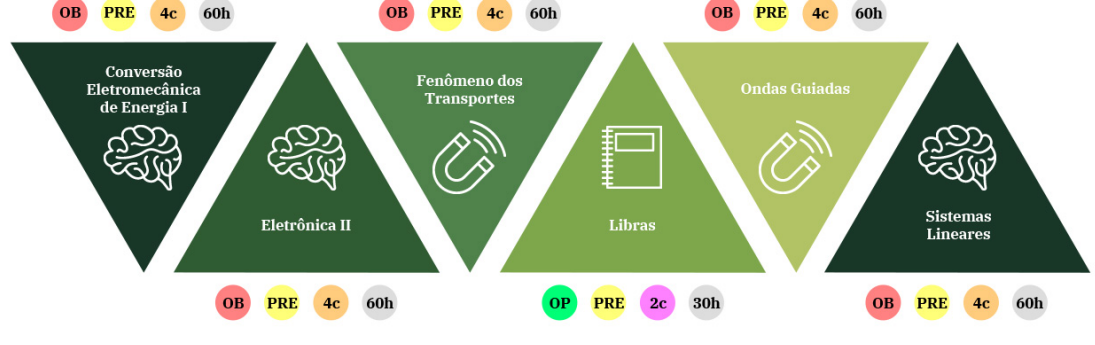 OB PRE 4c 60h
OB PRE 4c 60h
OB PRE 4c 60h
Conversão
Eletromecânica
de Energia I
Eletrônica II
Fenômeno dos
Transportes
Libras
Ondas Guiadas
Sistemas
Lineares
OB PRE 4c 60h
OP PRE 2c 30h
OB PRE 4c 60h